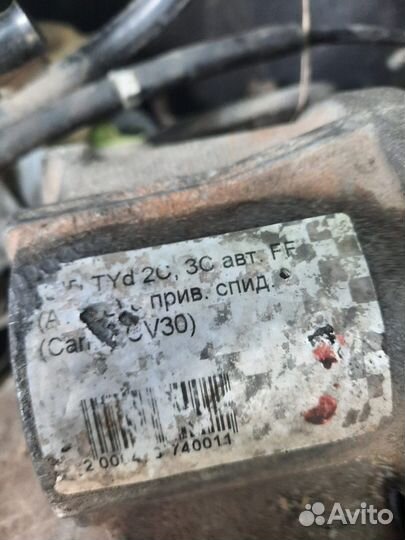 TYd 2C, 3C авт. FF
прив. спид.
CV30)
740011
Avito